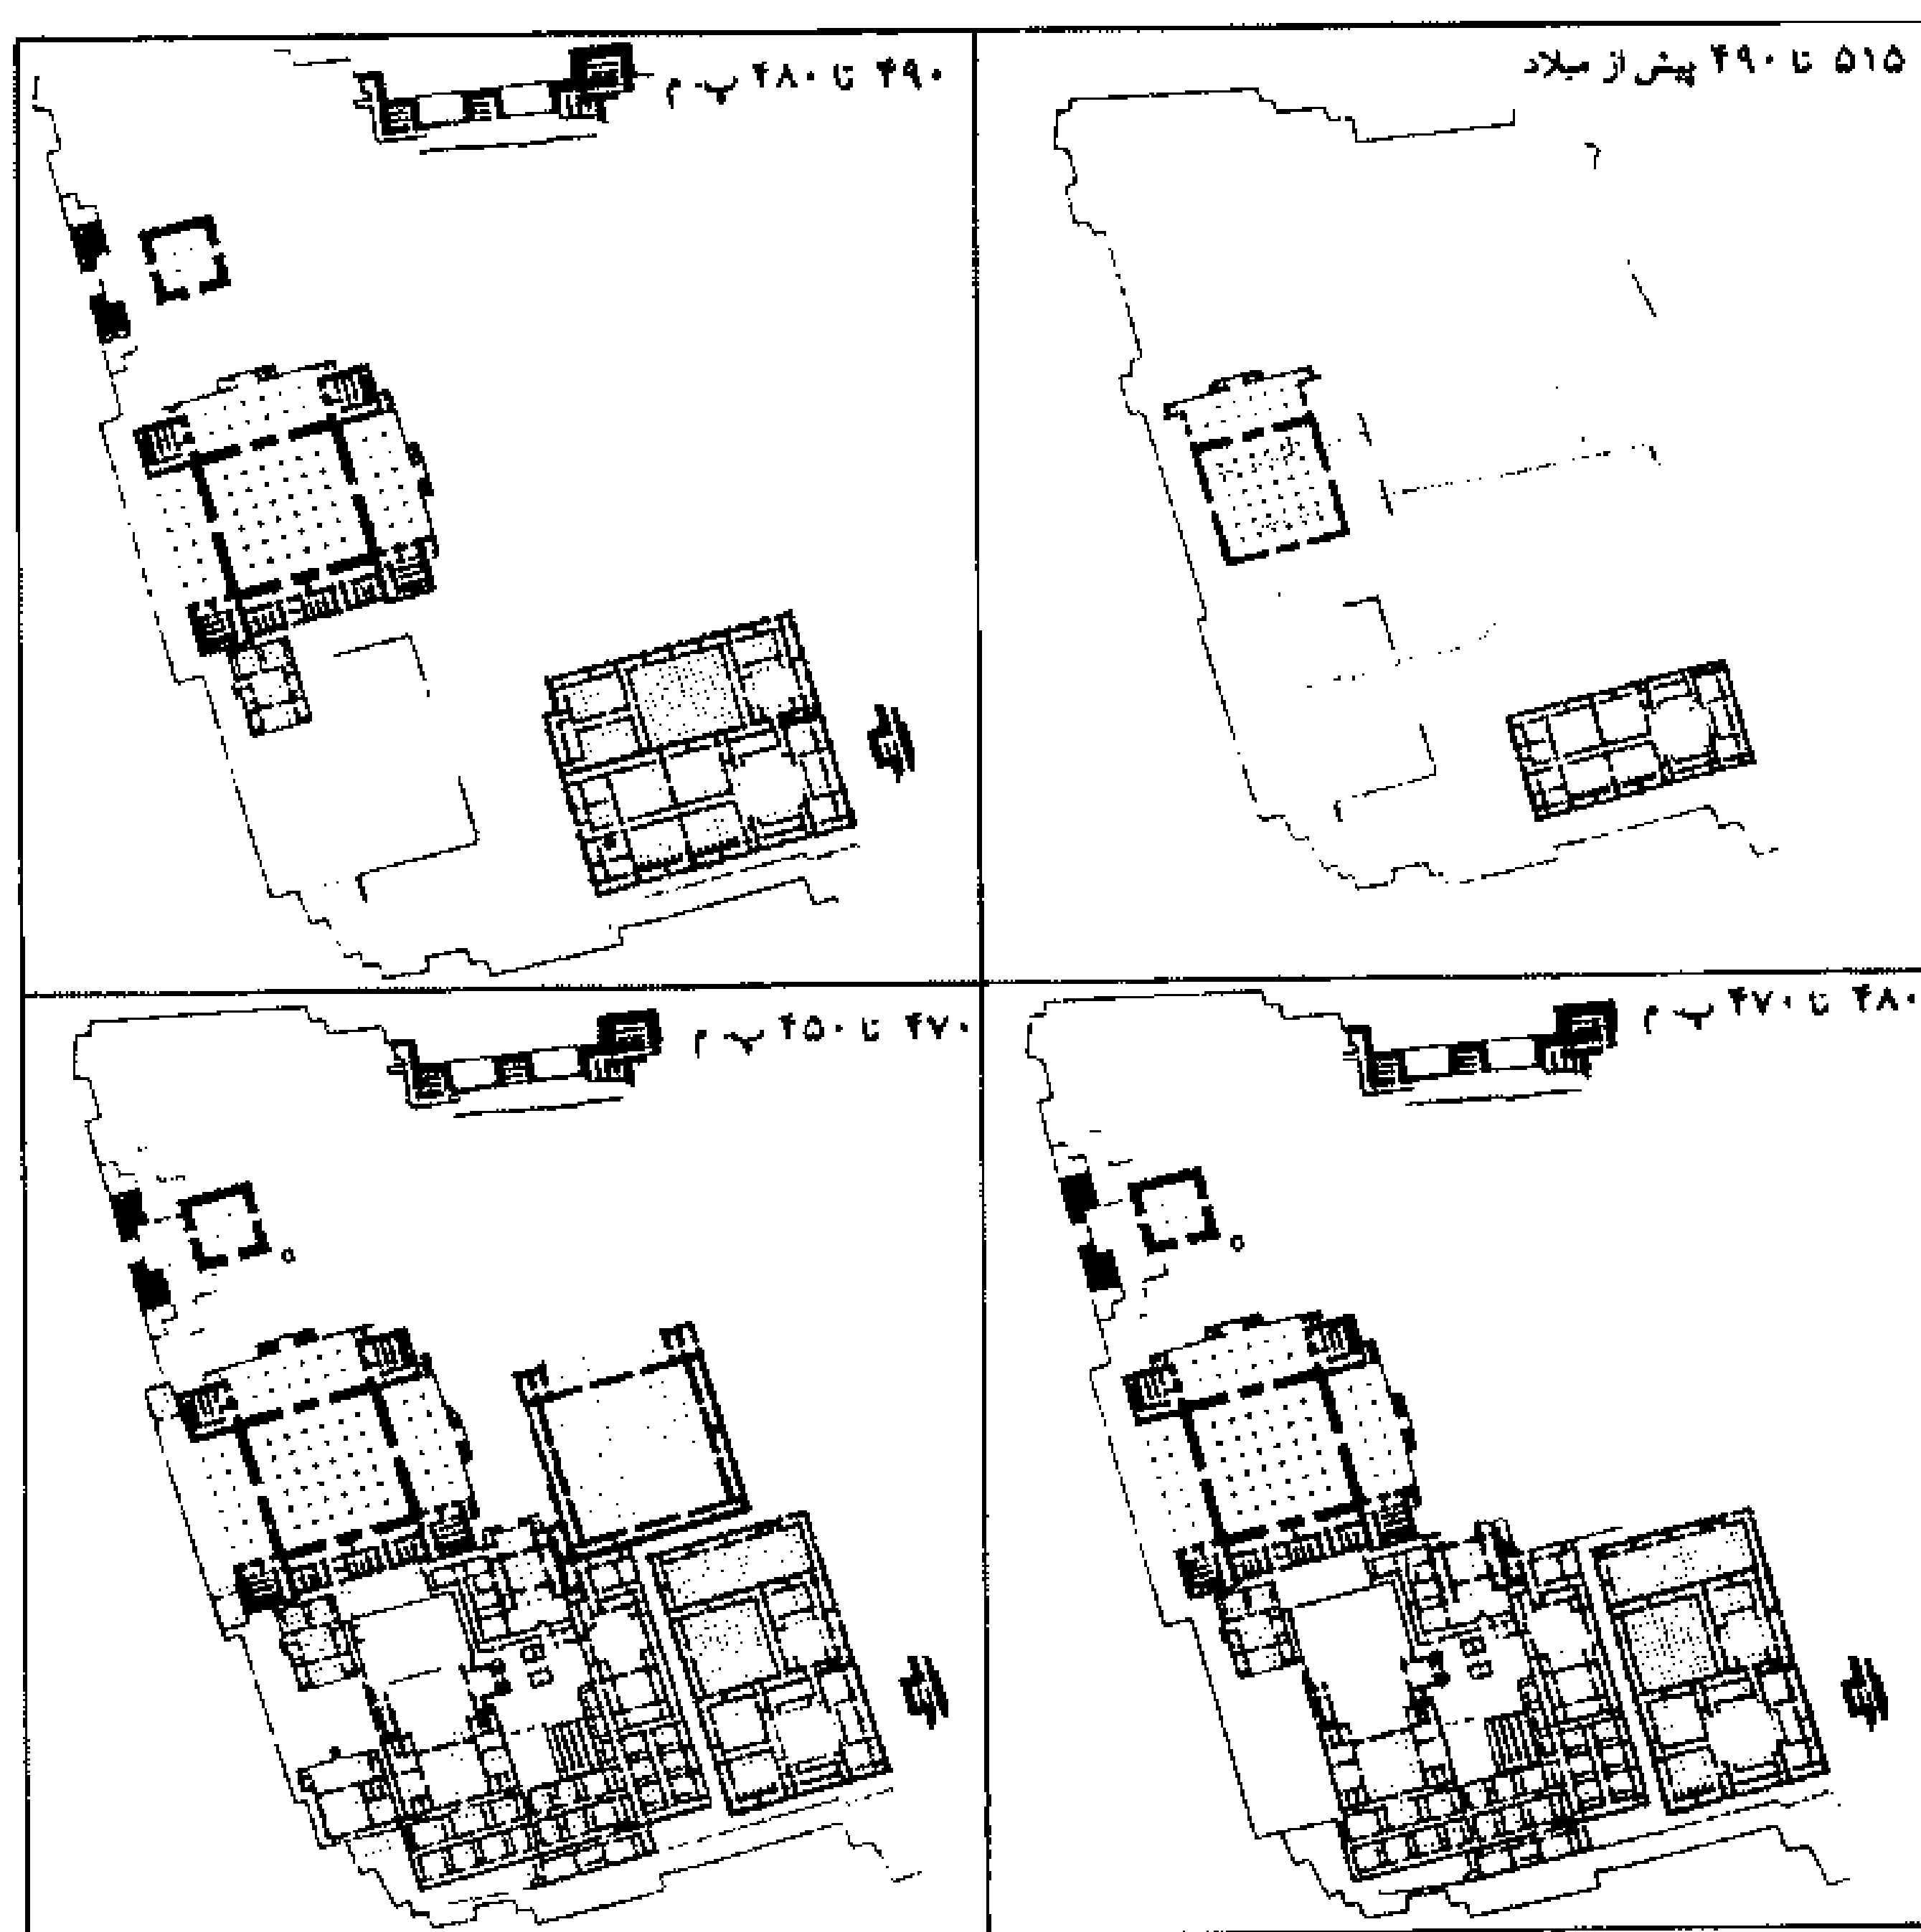 ۵۱۵ تا ۴۹۰ پیش از میلاد
۴۹۰ تا ۴۸۰ پ م
۴۸۰ تا ۴۷۰ پ م
۴۷۰ تا ۴۵۰ پ م